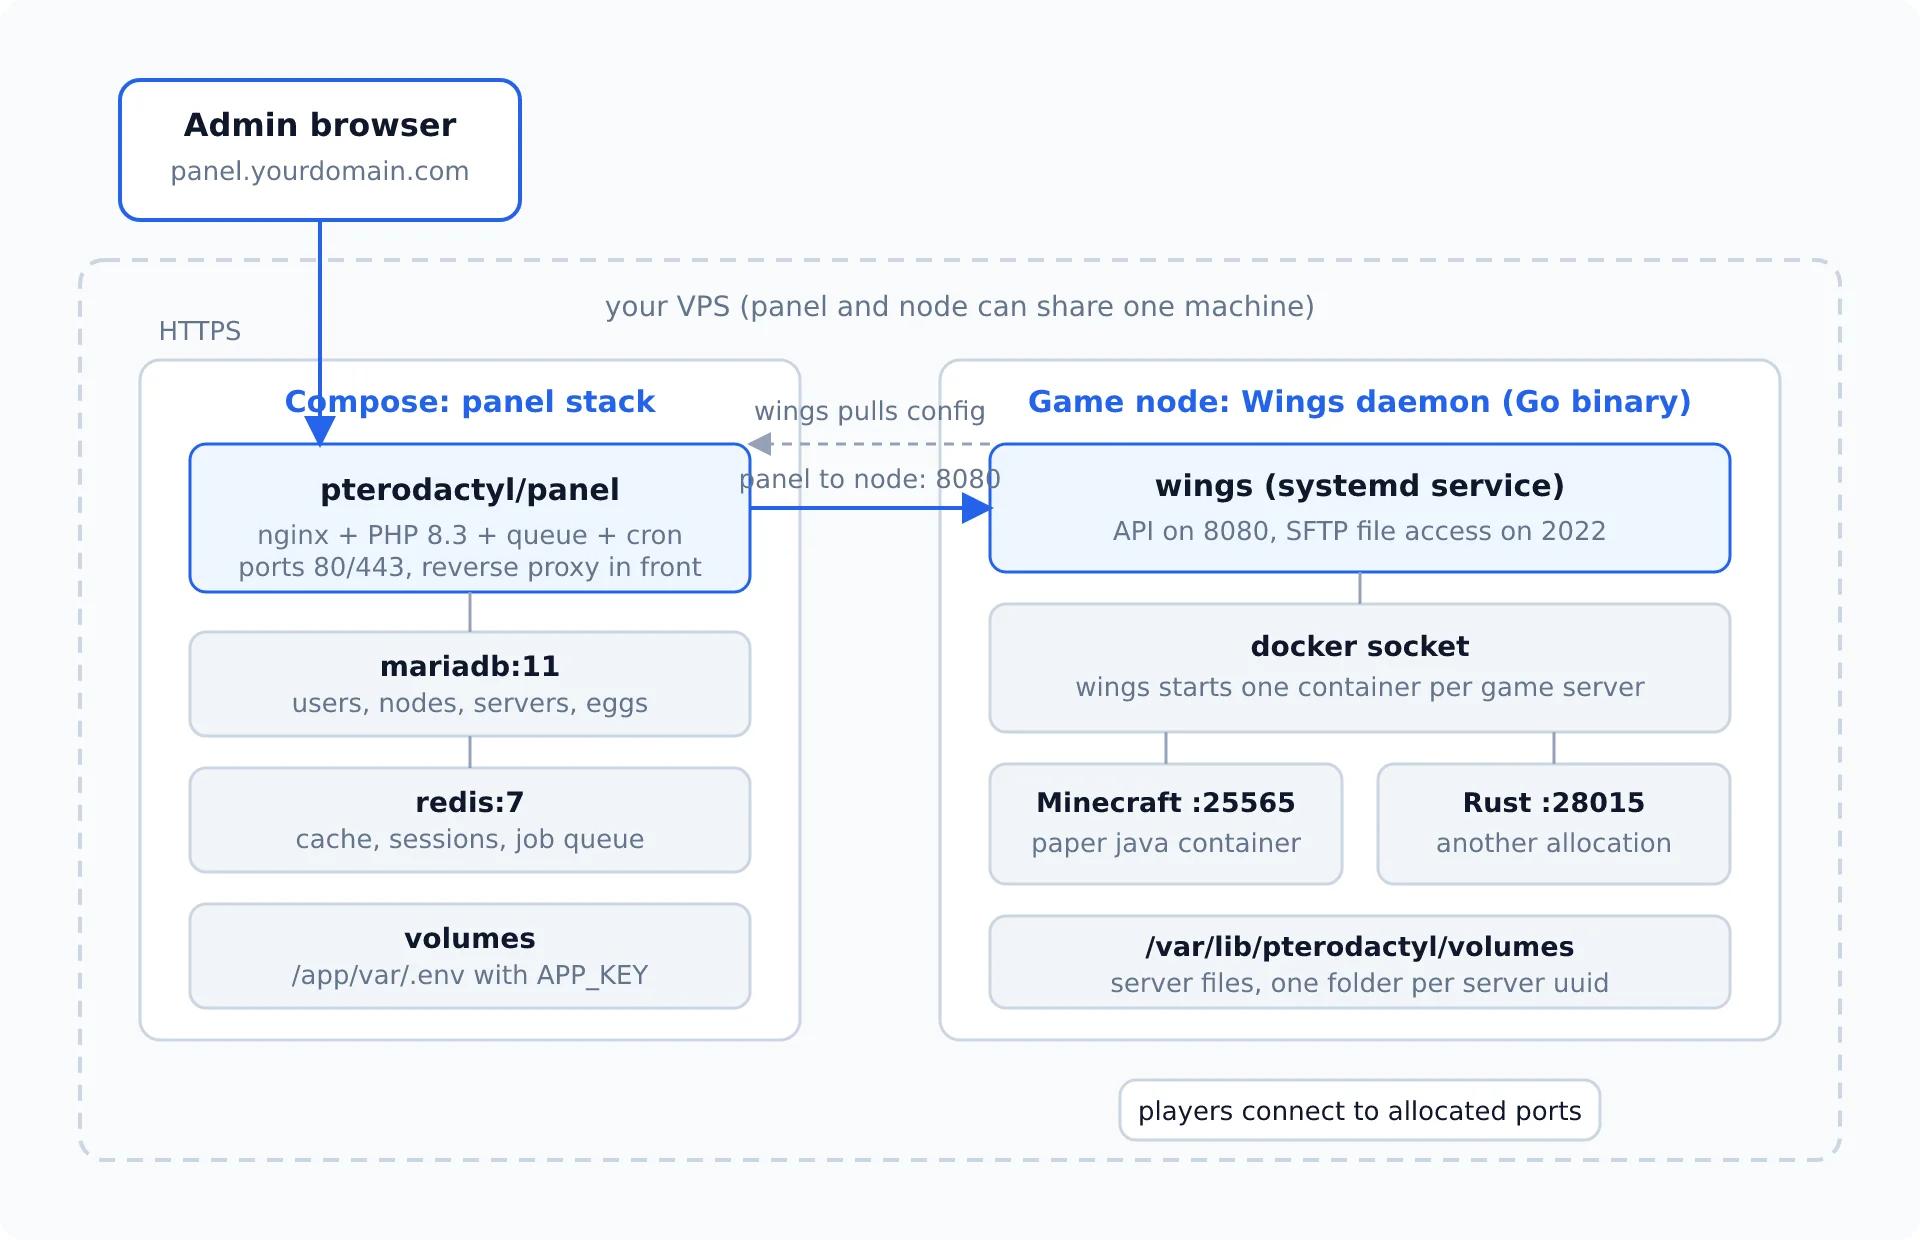 Admin browser
panel.yourdomain.com
your VPS (panel and node can share one machine)
HTTPS
Compose: panel stack
pterodactyl/panel
nginx + PHP 8.3 + queue + cron
ports 80/443, reverse proxy in front
mariadb:11
users, nodes, servers, eggs
redis:7
cache, sessions, job queue
volumes
/app/var/.env with APP_KEY
wings pulls config
panel to node: 8080
Game node: Wings daemon (Go binary)
wings (systemd service)
API on 8080, SFTP file access on 2022
docker socket
wings starts one container per game server
Minecraft :25565
paper java container
Rust :28015
another allocation
/var/lib/pterodactyl/volumes
server files, one folder per server uuid
players connect to allocated ports